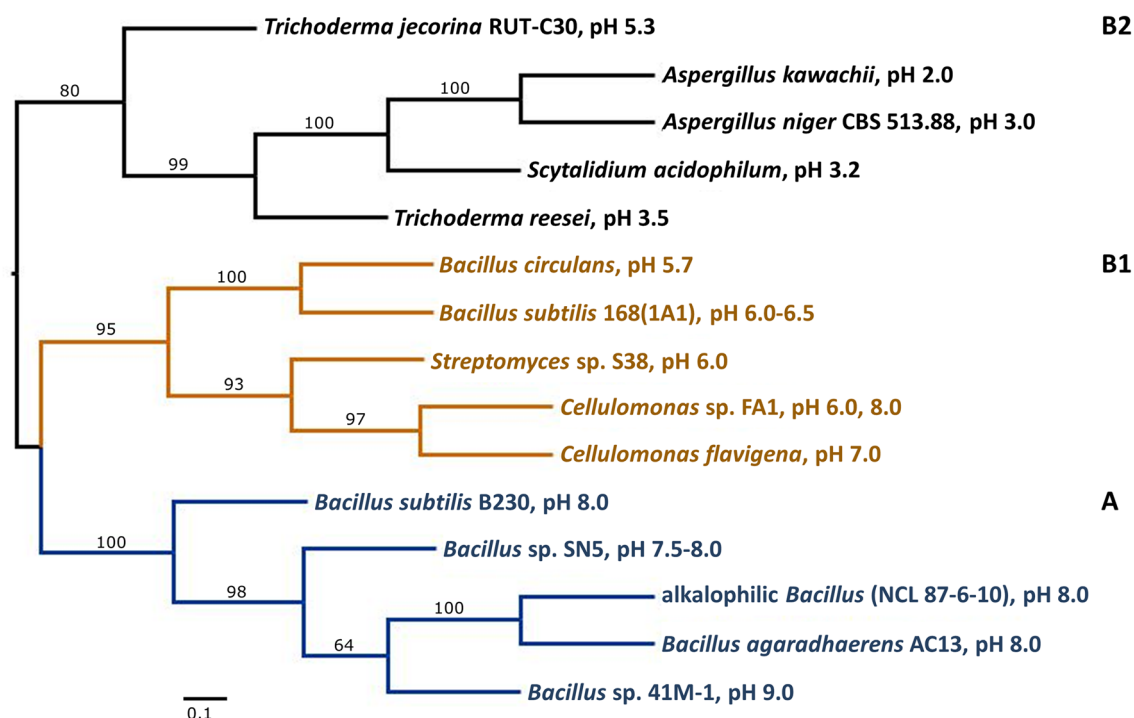 Trichoderma jecorina RUT-C30, pH 5.3
B2
80
100
Aspergillus kawachii, pH 2.0
100
Aspergillus niger CBS 513.88, pH 3.0
99
Scytalidium acidophilum, pH 3.2
Trichoderma reesei, pH 3.5
Bacillus circulans, pH 5.7
B1
100
Bacillus subtilis 168(1A1), pH 6.0-6.5
95
Streptomyces sp. S38, pH 6.0
93
Cellulomonas sp. FA1, pH 6.0, 8.0
97
Cellulomonas flavigena, pH 7.0
Bacillus subtilis B230, pH 8.0
A
100
Bacillus sp. SN5, pH 7.5-8.0
98
alkalophilic Bacillus (NCL 87-6-10), pH 8.0
100
64
Bacillus agaradhaerens AC13, pH 8.0
Bacillus sp. 41M-1, pH 9.0
0.1